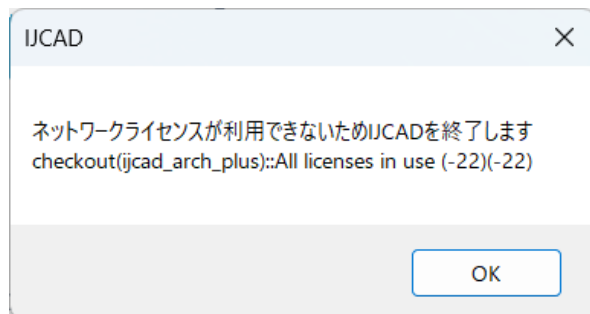 IJCAD
ネットワークライセンスが利用できないためIJCADを終了します
checkout(ijcad_arch_plus)::All licenses in use (-22)(-22)
OK